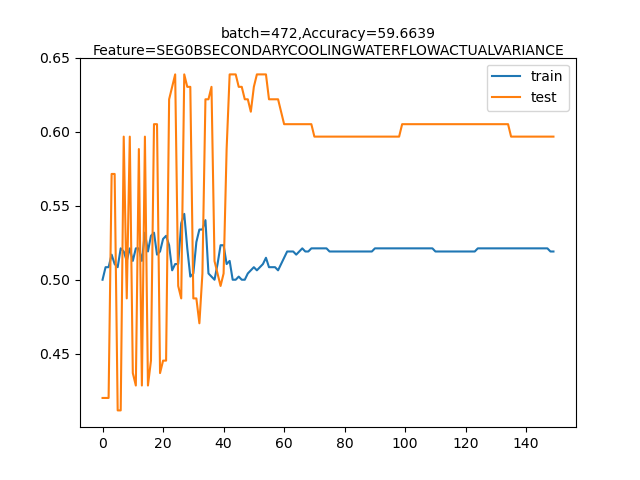 batch=472,Accuracy=59.6639
Feature=SEG0BSECONDARYCOOLINGWATERFLOWACTUALVARIANCE
0.65
train
test
0.60
0.55
0.50
0.45
0 20 40 60 80 100 120 140